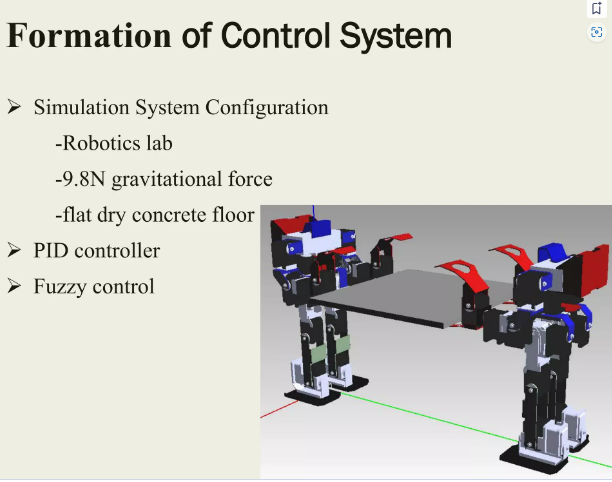 Formation of Control System
➢ Simulation System Configuration
-Robotics lab
-9.8N gravitational force
-flat dry concrete floor
➢ PID controller
➢ Fuzzy control